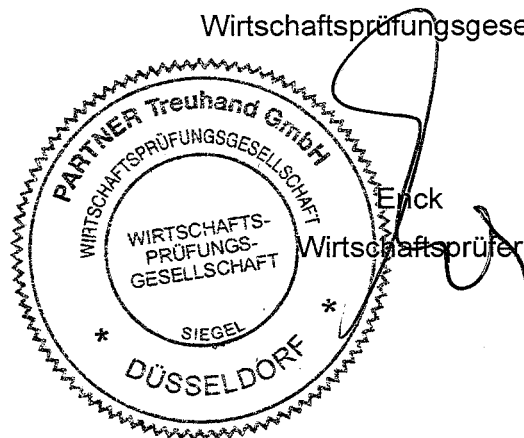 Wirtschaftsprüfungsgese
PARTNER Treuhand GmbH
WIRTSCHAFTSPRÜFUNGSGESELLSCHAFT
WIRTSCHAFTS-
PRÜFUNGS-
GESELLSCHAFT
SIEGEL
* DÜSSELDORF *
Enck
Wirtschaftsprüfer